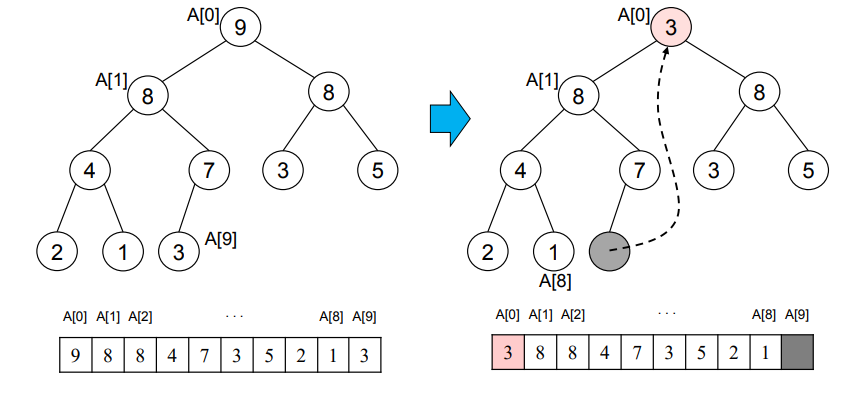 A[0] 9
A[1] 8 8
4 7 3 5
2 1 3 A[9]
A[0] A[1] A[2] ... A[8] A[9]
9 8 8 4 7 3 5 2 1 3
A[0] 3
A[1] 8 8
4 7 3 5
2 1
A[8]
A[0] A[1] A[2] ... A[8] A[9]
3 8 8 4 7 3 5 2 1